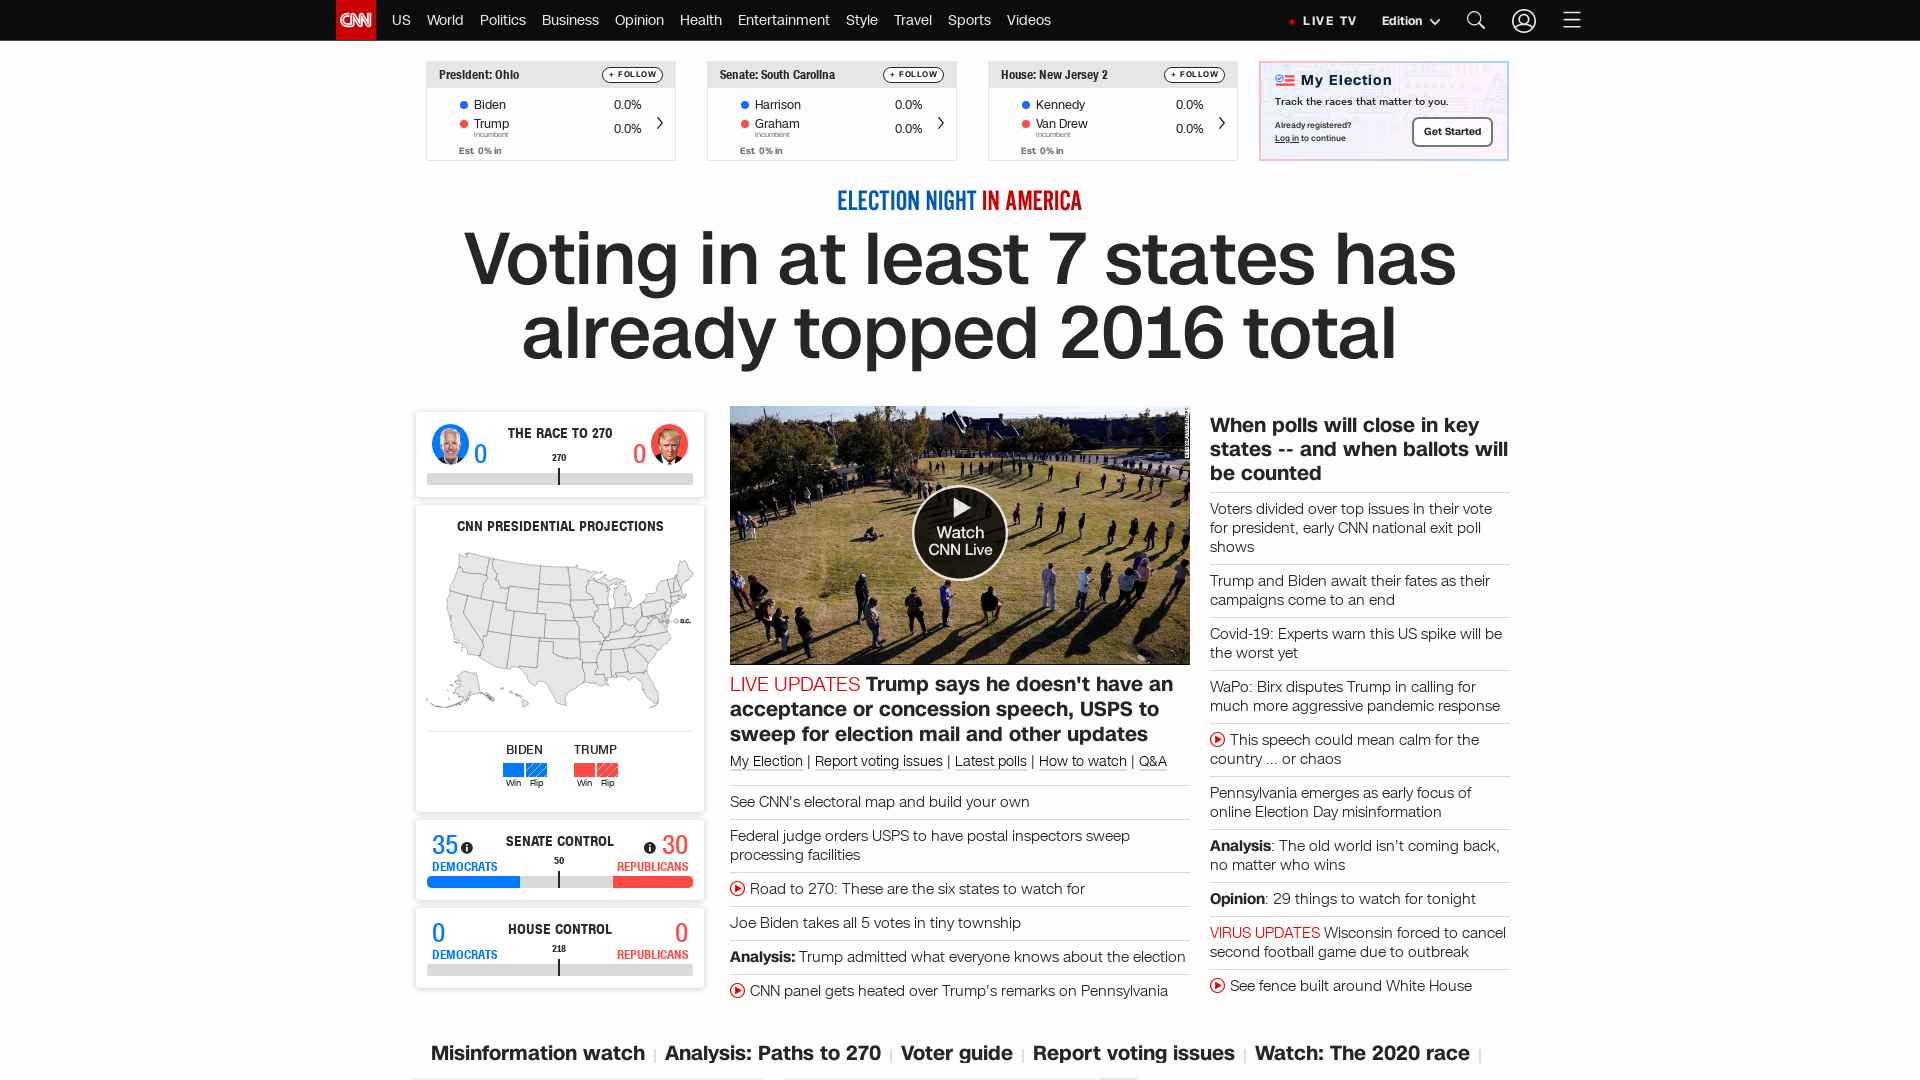 CNN
US World Politics Business Opinion Health Entertainment Style Travel Sports Videos
LIVE TV Edition
President: Ohio + FOLLOW
Biden 0.0%
Trump 0.0%
Incumbent
Est. 0% in
Senate: South Carolina + FOLLOW
Harrison 0.0%
Graham 0.0%
Incumbent
Est. 0% in
House: New Jersey 2 + FOLLOW
Kennedy 0.0%
Van Drew 0.0%
Incumbent
Est. 0% in
My Election
Track the races that matter to you.
Already registered?
Log in to continue
Get Started
ELECTION NIGHT IN AMERICA
Voting in at least 7 states has
already topped 2016 total
THE RACE TO 270
0 0
270
CNN PRESIDENTIAL PROJECTIONS
D.C.
BIDEN TRUMP
Win Flip Win Flip
35 SENATE CONTROL 30
50
DEMOCRATS REPUBLICANS
0 HOUSE CONTROL 0
218
DEMOCRATS REPUBLICANS
Watch
CNN Live
LIVE UPDATES Trump says he doesn't have an
acceptance or concession speech, USPS to
sweep for election mail and other updates
My Election | Report voting issues | Latest polls | How to watch | Q&A
See CNN's electoral map and build your own
Federal judge orders USPS to have postal inspectors sweep
processing facilities
Road to 270: These are the six states to watch for
Joe Biden takes all 5 votes in tiny township
Analysis: Trump admitted what everyone knows about the election
CNN panel gets heated over Trump's remarks on Pennsylvania
When polls will close in key
states -- and when ballots will
be counted
Voters divided over top issues in their vote
for president, early CNN national exit poll
shows
Trump and Biden await their fates as their
campaigns come to an end
Covid-19: Experts warn this US spike will be
the worst yet
WaPo: Birx disputes Trump in calling for
much more aggressive pandemic response
This speech could mean calm for the
country ... or chaos
Pennsylvania emerges as early focus of
online Election Day misinformation
Analysis: The old world isn't coming back,
no matter who wins
Opinion: 29 things to watch for tonight
VIRUS UPDATES Wisconsin forced to cancel
second football game due to outbreak
See fence built around White House
Misinformation watch | Analysis: Paths to 270 | Voter guide | Report voting issues | Watch: The 2020 race |